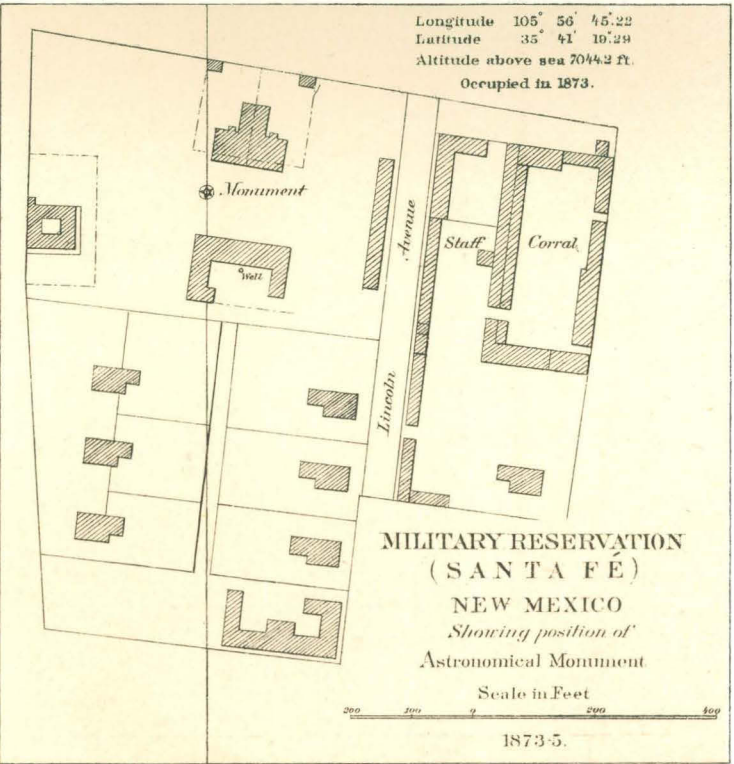 Longitude 105° 56' 45".22
Latitude 35° 41' 19".29
Altitude above sea 7044.2 ft.
Occupied in 1873.
Monument
Well
Avenue
Staff
Corral
Lincoln
MILITARY RESERVATION
(SANTA FÉ)
NEW MEXICO
Showing position of
Astronomical Monument
Scale in Feet
200 100 0 200 400
1873-5.